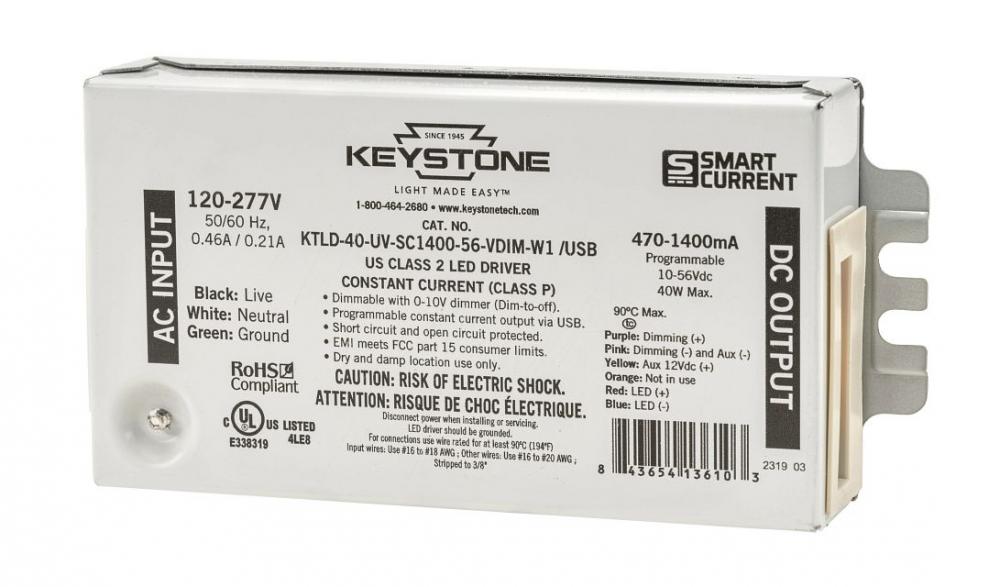 SINCE 1945
KEYSTONE
LIGHT MADE EASY™
1-800-464-2680 • www.keystonetech.com
CAT. NO.
KTLD-40-UV-SC1400-56-VDIM-W1 /USB
US CLASS 2 LED DRIVER
CONSTANT CURRENT (CLASS P)
• Dimmable with 0-10V dimmer (Dim-to-off).
• Programmable constant current output via USB.
• Short circuit and open circuit protected.
• EMI meets FCC part 15 consumer limits.
• Dry and damp location use only.
CAUTION: RISK OF ELECTRIC SHOCK.
ATTENTION: RISQUE DE CHOC ÉLECTRIQUE.
Disconnect power when installing or servicing.
LED driver should be grounded.
For connections use wire rated for at least 90ºC (194ºF)
Input wires: Use #16 to #18 AWG ; Other wires: Use #16 to #20 AWG ;
Stripped to 3/8"
AC INPUT
120-277V
50/60 Hz,
0.46A / 0.21A
Black: Live
White: Neutral
Green: Ground
RoHS
Compliant
C UL US LISTED
E338319 4LE8
S SMART
CURRENT
470-1400mA
Programmable
10-56Vdc
40W Max.
90ºC Max.
tc
Purple: Dimming (+)
Pink: Dimming (-) and Aux (-)
Yellow: Aux 12Vdc (+)
Orange: Not in use
Red: LED (+)
Blue: LED (-)
DC OUTPUT
8 43654 13610 3
2319 03